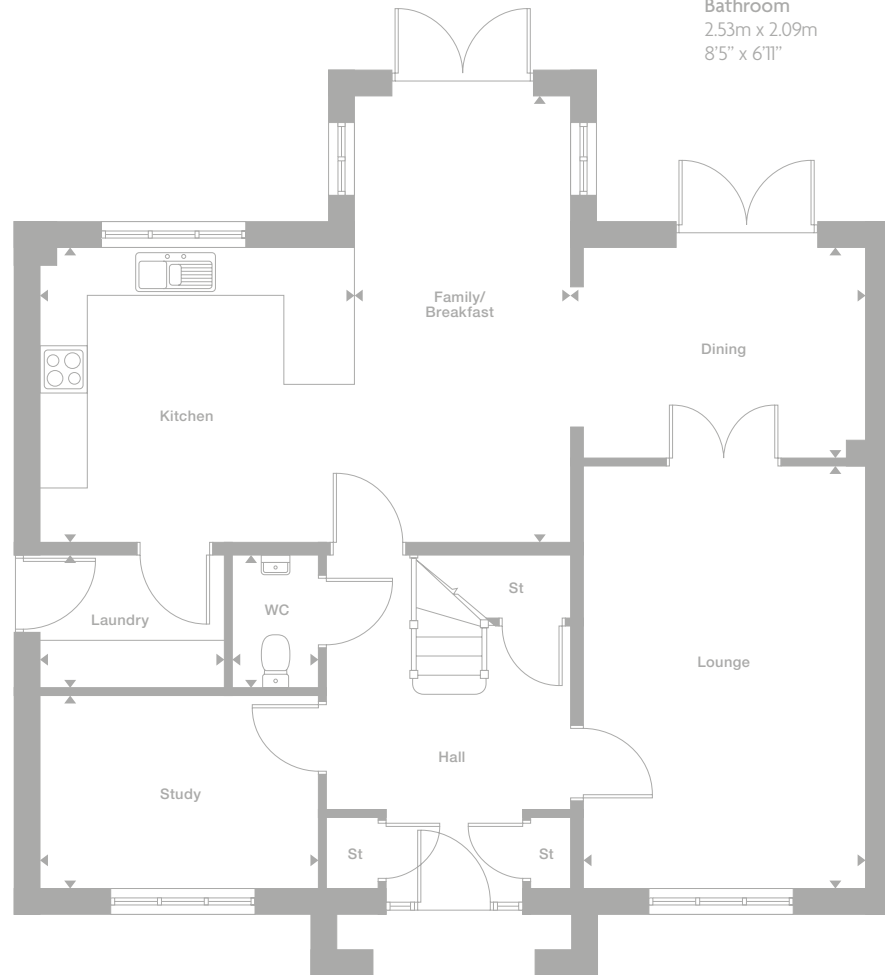 Bathroom
2.53m x 2.09m
8'5" x 6'11"
Family/
Breakfast
Dining
Kitchen
St
WC
Laundry
Lounge
Hall
Study
St
St